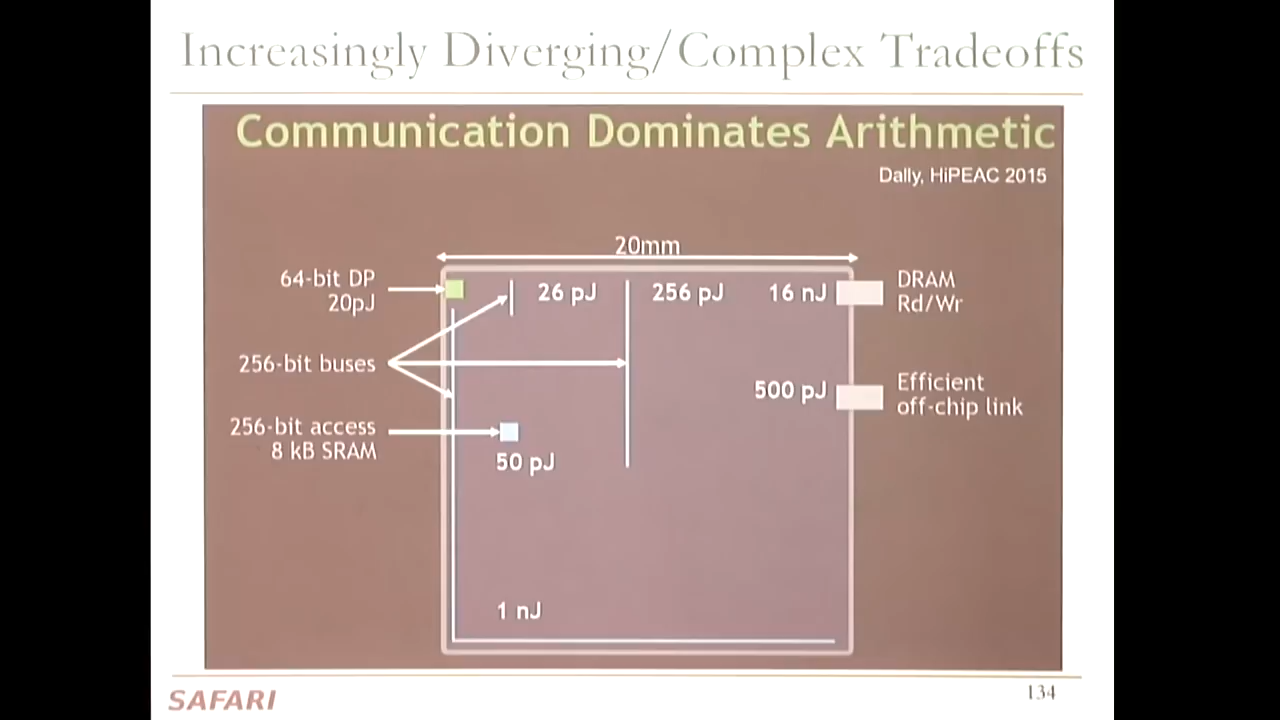 Increasingly Diverging/Complex Tradeoffs
Communication Dominates Arithmetic
Dally, HiPEAC 2015
20mm
64-bit DP
20pJ
26 pJ
256 pJ
16 nJ
DRAM
Rd/Wr
256-bit buses
500 pJ
Efficient
off-chip link
256-bit access
8 kB SRAM
50 pJ
1 nJ
SAFARI
134